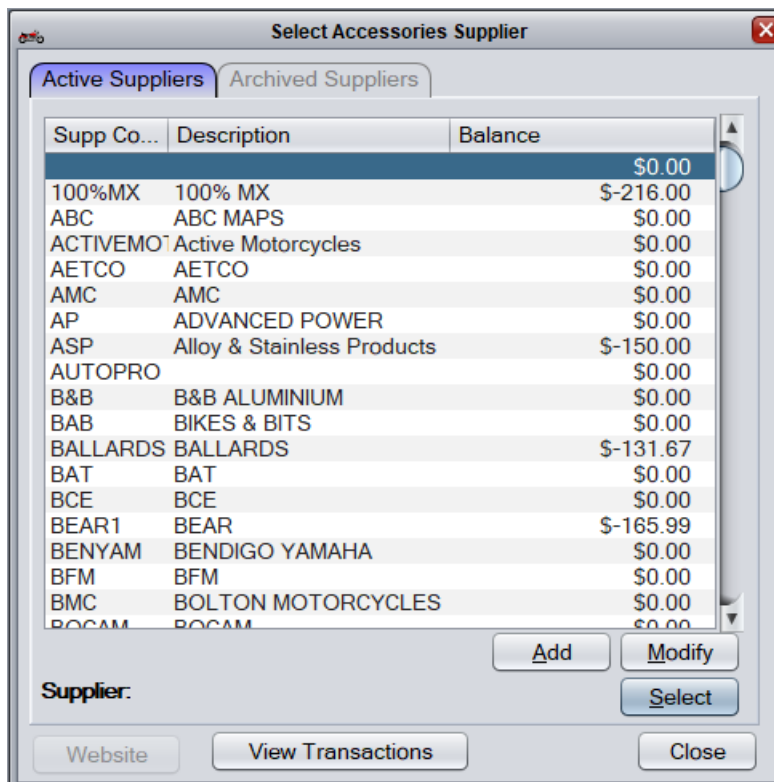 Select Accessories Supplier
Active Suppliers Archived Suppliers
Supp Co... Description Balance
$0.00
100%MX 100% MX $-216.00
ABC ABC MAPS $0.00
ACTIVEMOT Active Motorcycles $0.00
AETCO AETCO $0.00
AMC AMC $0.00
AP ADVANCED POWER $0.00
ASP Alloy & Stainless Products $-150.00
AUTOPRO $0.00
B&B B&B ALUMINIUM $0.00
BAB BIKES & BITS $0.00
BALLARDS BALLARDS $-131.67
BAT BAT $0.00
BCE BCE $0.00
BEAR1 BEAR $-165.99
BENYAM BENDIGO YAMAHA $0.00
BFM BFM $0.00
BMC BOLTON MOTORCYCLES $0.00
BOCAM BOCAM $0.00
Add Modify
Supplier: Select
Website View Transactions Close